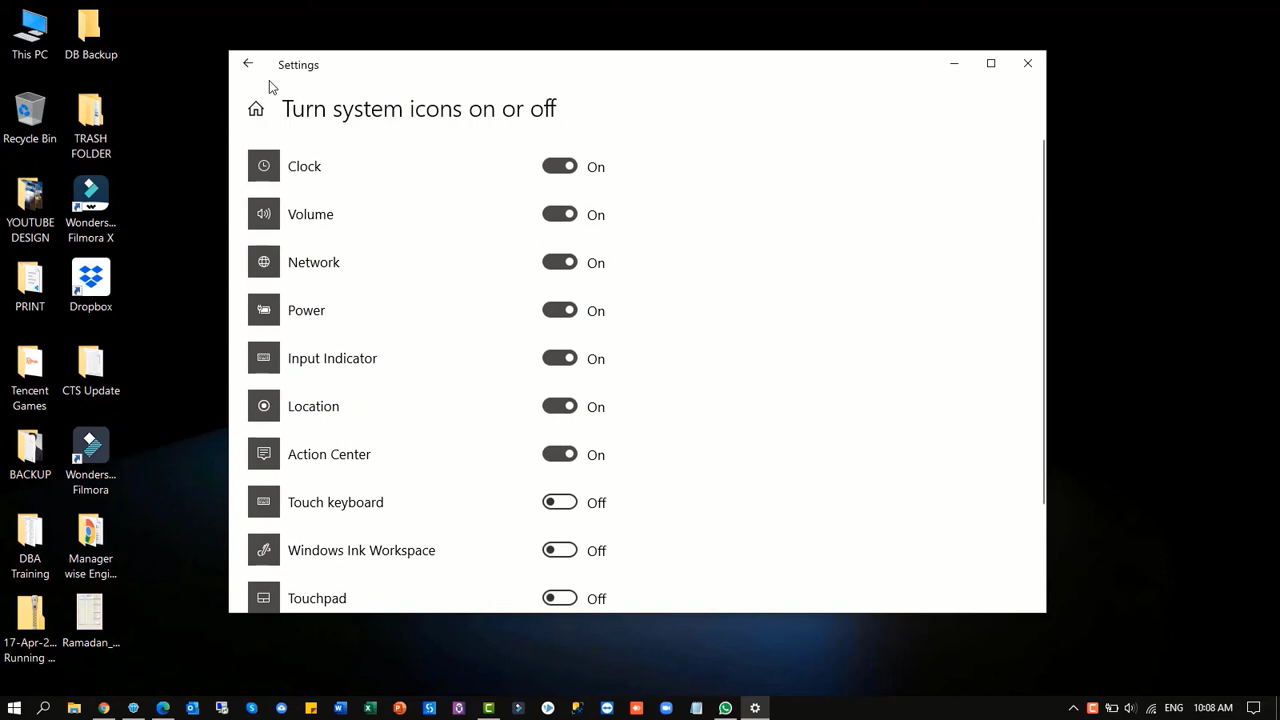 This PC
DB Backup
Recycle Bin
TRASH
FOLDER
YOUTUBE
DESIGN
Wonders...
Filmora X
PRINT
Dropbox
Tencent
Games
CTS Update
BACKUP
Wonders...
Filmora
DBA
Training
Manager
wise Engi...
17-Apr-2...
Running ...
Ramadan_...
Settings
Turn system icons on or off
Clock
On
Volume
On
Network
On
Power
On
Input Indicator
On
Location
On
Action Center
On
Touch keyboard
Off
Windows Ink Workspace
Off
Touchpad
Off
ENG
10:08 AM